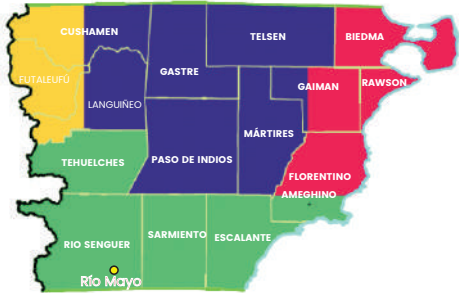 CUSHAMEN
TELSEN
BIEDMA
GASTRE
FUTALEUFÚ
GAIMAN
RAWSON
LANGUIÑEO
MÁRTIRES
TEHUELCHES
PASO DE INDIOS
FLORENTINO
AMEGHINO
RIO SENGUER
SARMIENTO
ESCALANTE
Río Mayo